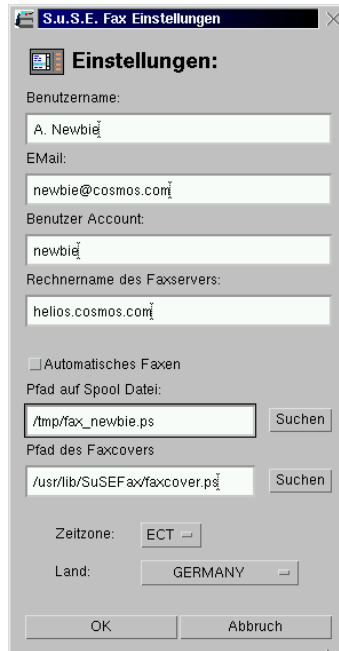 S.u.S.E. Fax Einstellungen
Einstellungen:
Benutzername:
A. Newbie
EMail:
newbie@cosmos.com
Benutzer Account:
newbie
Rechnername des Faxservers:
helios.cosmos.com
Automatisches Faxen
Pfad auf Spool Datei:
/tmp/fax_newbie.ps Suchen
Pfad des Faxcovers
/usr/lib/SuSEFax/faxcover.ps Suchen
Zeitzone: ECT
Land: GERMANY
OK Abbruch